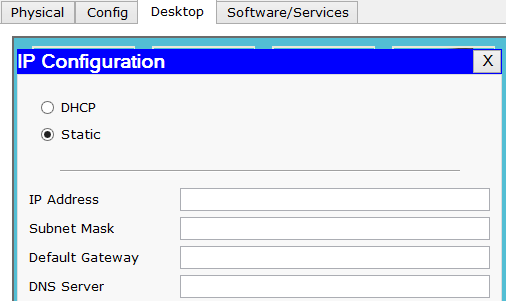 Physical Config Desktop Software/Services
IP Configuration X
DHCP
Static
IP Address
Subnet Mask
Default Gateway
DNS Server